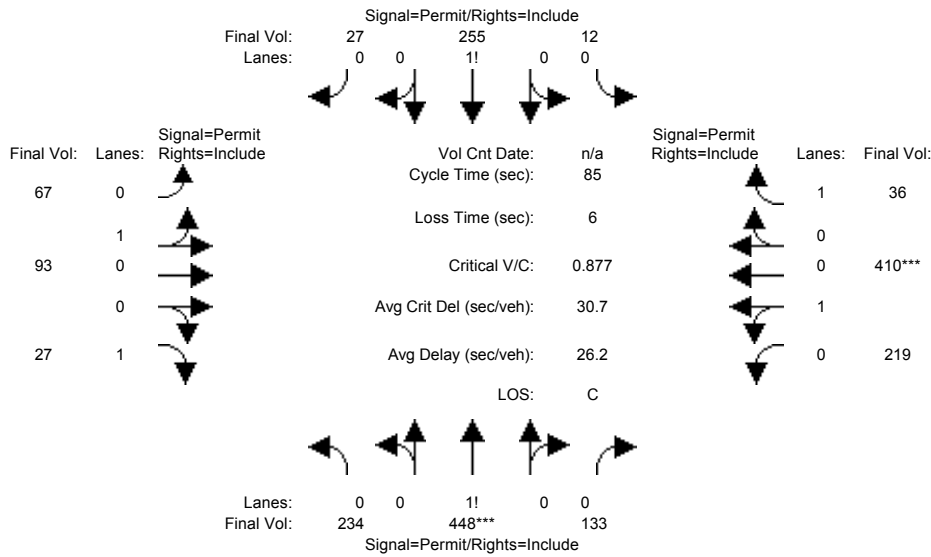 Signal=Permit/Rights=Include
Final Vol: 27 255 12
Lanes: 0 0 1! 0 0
Signal=Permit Signal=Permit
Final Vol: Lanes: Rights=Include Vol Cnt Date: n/a Rights=Include Lanes: Final Vol:
Cycle Time (sec): 85
67 0 1 36
Loss Time (sec): 6
1 0
93 0 Critical V/C: 0.877 0 410***
0 Avg Crit Del (sec/veh): 30.7 1
27 1 Avg Delay (sec/veh): 26.2 0 219
LOS: C
Lanes: 0 0 1! 0 0
Final Vol: 234 448*** 133
Signal=Permit/Rights=Include